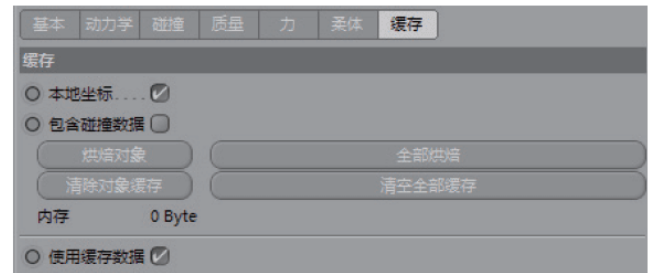 基本 动力学 碰撞 质量 力 柔体 缓存
缓存
本地坐标....
包含碰撞数据
烘焙对象 全部烘焙
清除对象缓存 清空全部缓存
内存 0 Byte
使用缓存数据